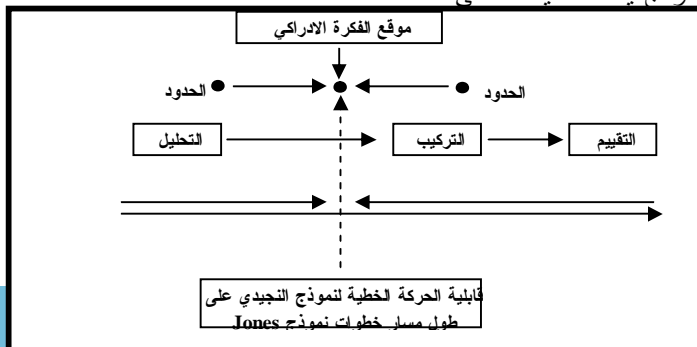 موقع الفكرة الادراكي
الحدود
الحدود
التحليل
التركيب
التقييم
قابلية الحركة الخطية لنموذج النجيدي على
طول مسار خطوات نموذج Jones